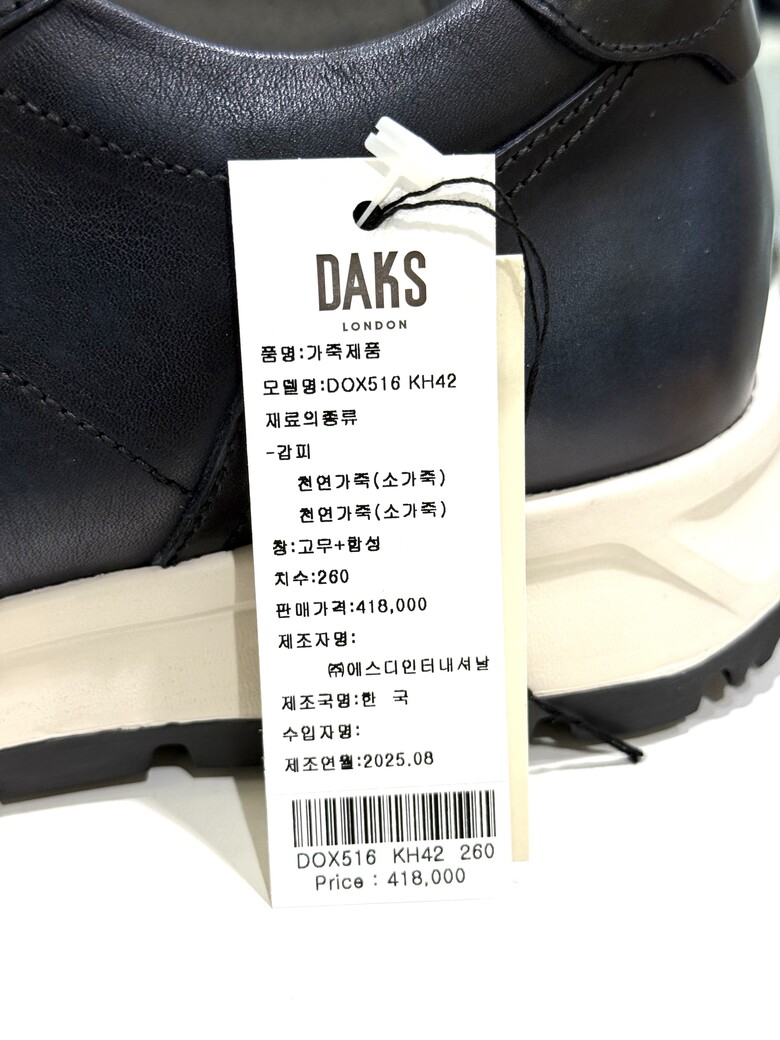 DAKS
LONDON
품명:가죽제품
모델명:DOX516 KH42
재료의종류
-갑피
천연가죽(소가죽)
천연가죽(소가죽)
창:고무+합성
치수:260
판매가격:418,000
제조자명:
㈜에스디인터내셔날
제조국명:한 국
수입자명:
제조연월:2025.08
DOX516 KH42 260
Price : 418,000